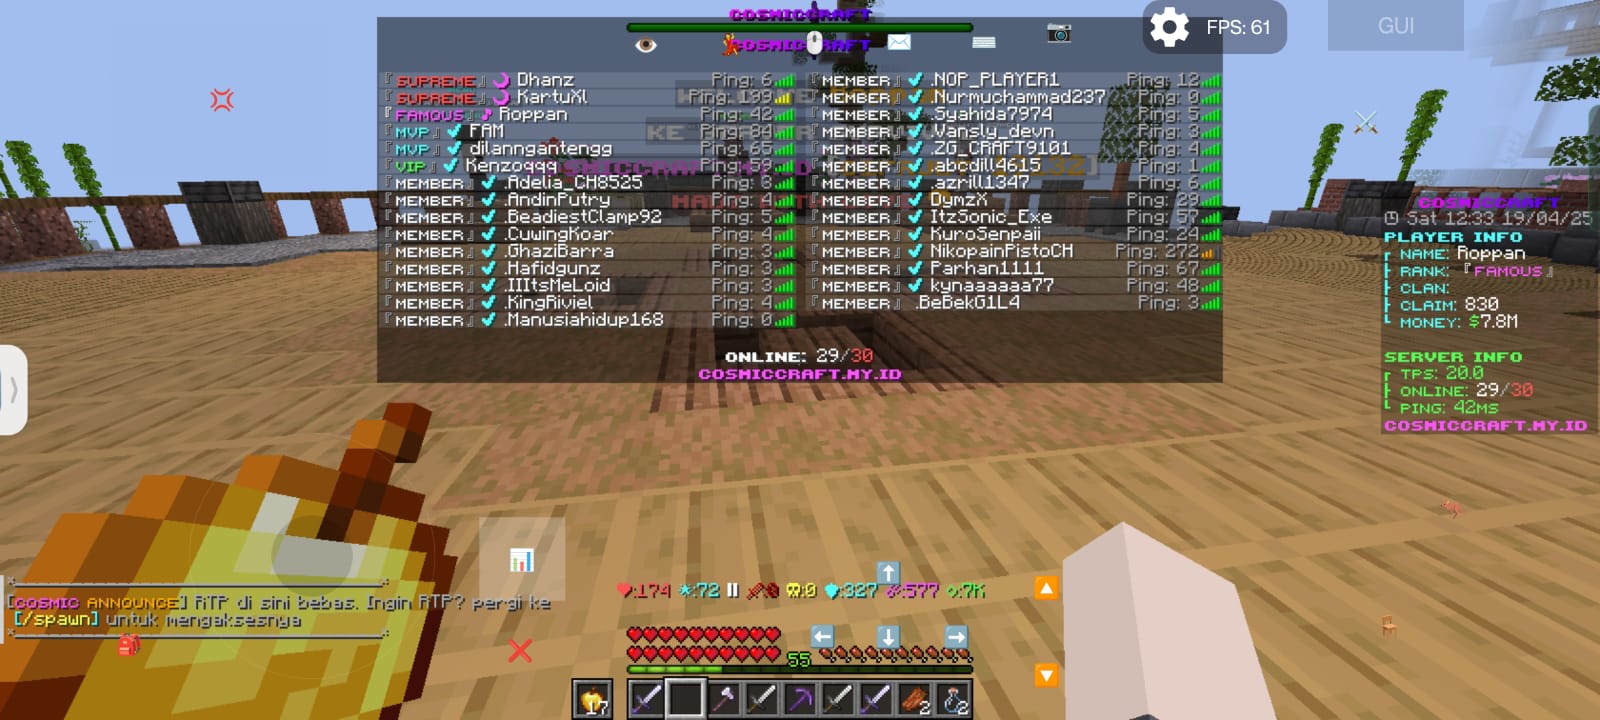 COSMICCRAFT
COSMICCRAFT
FPS: 61
GUI
『SUPREME』 Dhanz Ping: 6
『SUPREME』 KartuXl Ping: 199
『FAMOUS』 Roppan Ping: 42
『MVP』 FAM Ping: 84
『MVP』 dilanngantengg Ping: 65
『VIP』 Kenzoqqq Ping: 59
『MEMBER』 .Adelia_CH8525 Ping: 8
『MEMBER』 .AndinPutry Ping: 4
『MEMBER』 .BeadiestClamp92 Ping: 5
『MEMBER』 .CuwingKoar Ping: 4
『MEMBER』 .GhaziBarra Ping: 3
『MEMBER』 .Hafidgunz Ping: 3
『MEMBER』 .IIItsMeLoid Ping: 3
『MEMBER』 .KingRiviel Ping: 4
『MEMBER』 .Manusiahidup168 Ping: 0
『MEMBER』 .NOP_PLAYER1 Ping: 12
『MEMBER』 .Nurmuchammad237 Ping: 0
『MEMBER』 .Syahida7974 Ping: 5
『MEMBER』 .Vansly_devn Ping: 3
『MEMBER』 .ZG_CRAFT9101 Ping: 4
『MEMBER』 .abcdill4615 Ping: 1
『MEMBER』 .azrill1347 Ping: 6
『MEMBER』 DymzX Ping: 29
『MEMBER』 ItzSonic_Exe Ping: 57
『MEMBER』 KuroSenpaii Ping: 24
『MEMBER』 NikopainPistoCH Ping: 272
『MEMBER』 Parhan1111 Ping: 67
『MEMBER』 kynaaaaaa77 Ping: 48
『MEMBER』 .BeBekG1L4 Ping: 3
ONLINE: 29/30
COSMICCRAFT.MY.ID
COSMICCRAFT
Sat 12:33 19/04/25
PLAYER INFO
NAME: Roppan
RANK: 『FAMOUS』
CLAN:
CLAIM: 830
MONEY: $7.8M
SERVER INFO
TPS: 20.0
ONLINE: 29/30
PING: 42MS
COSMICCRAFT.MY.ID
[COSMIC ANNOUNCE] RTP di sini bebas. Ingin RTP? pergi ke
[/spawn] untuk mengaksesnya
:174 :72 :0 :0 :327 :577 :7K
55
17 2 2